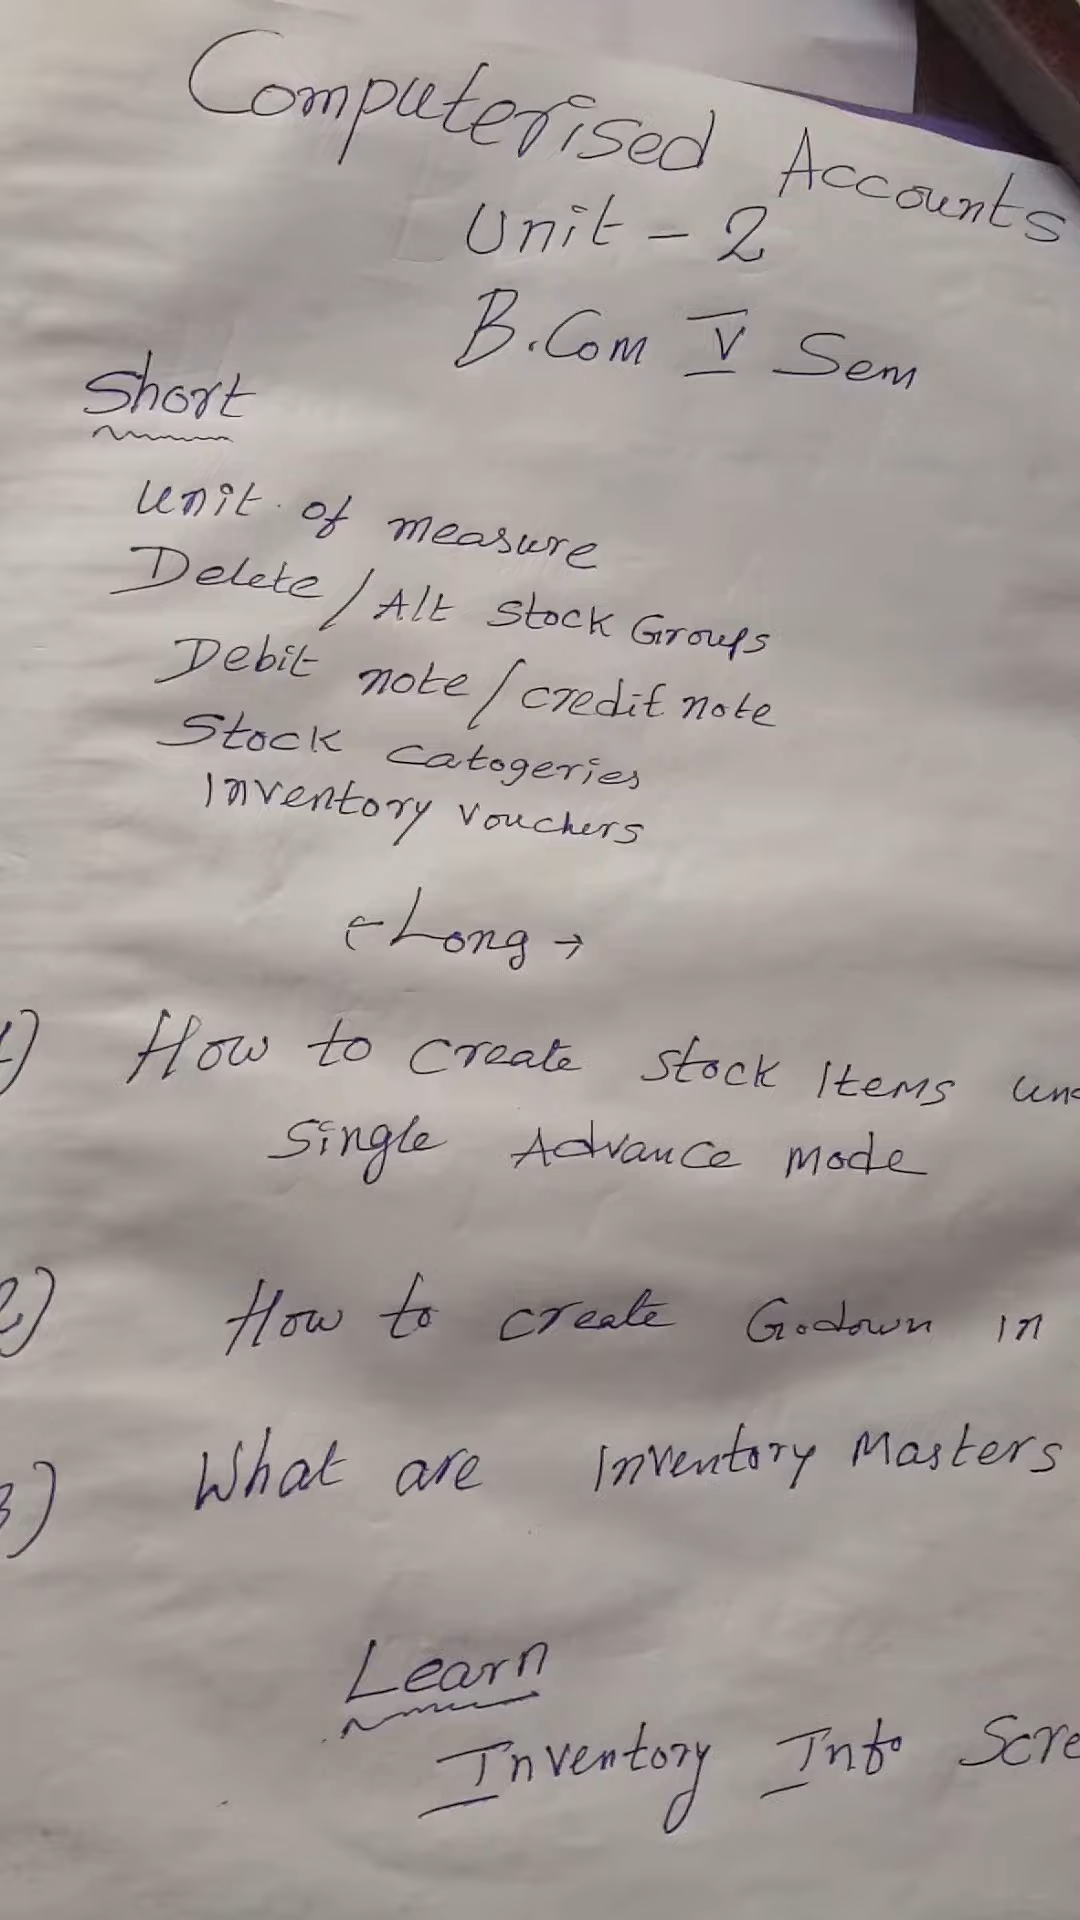 Computerised Accounts
Unit - 2
B.Com V Sem
Short
Unit of measure
Delete / Alt Stock Groups
Debit note / credit note
Stock catogeries
Inventory vouchers
← Long →
1) How to create stock Items
Single Advance mode
2) How to create Godown in
3) What are Inventory Masters
Learn
Inventory Info